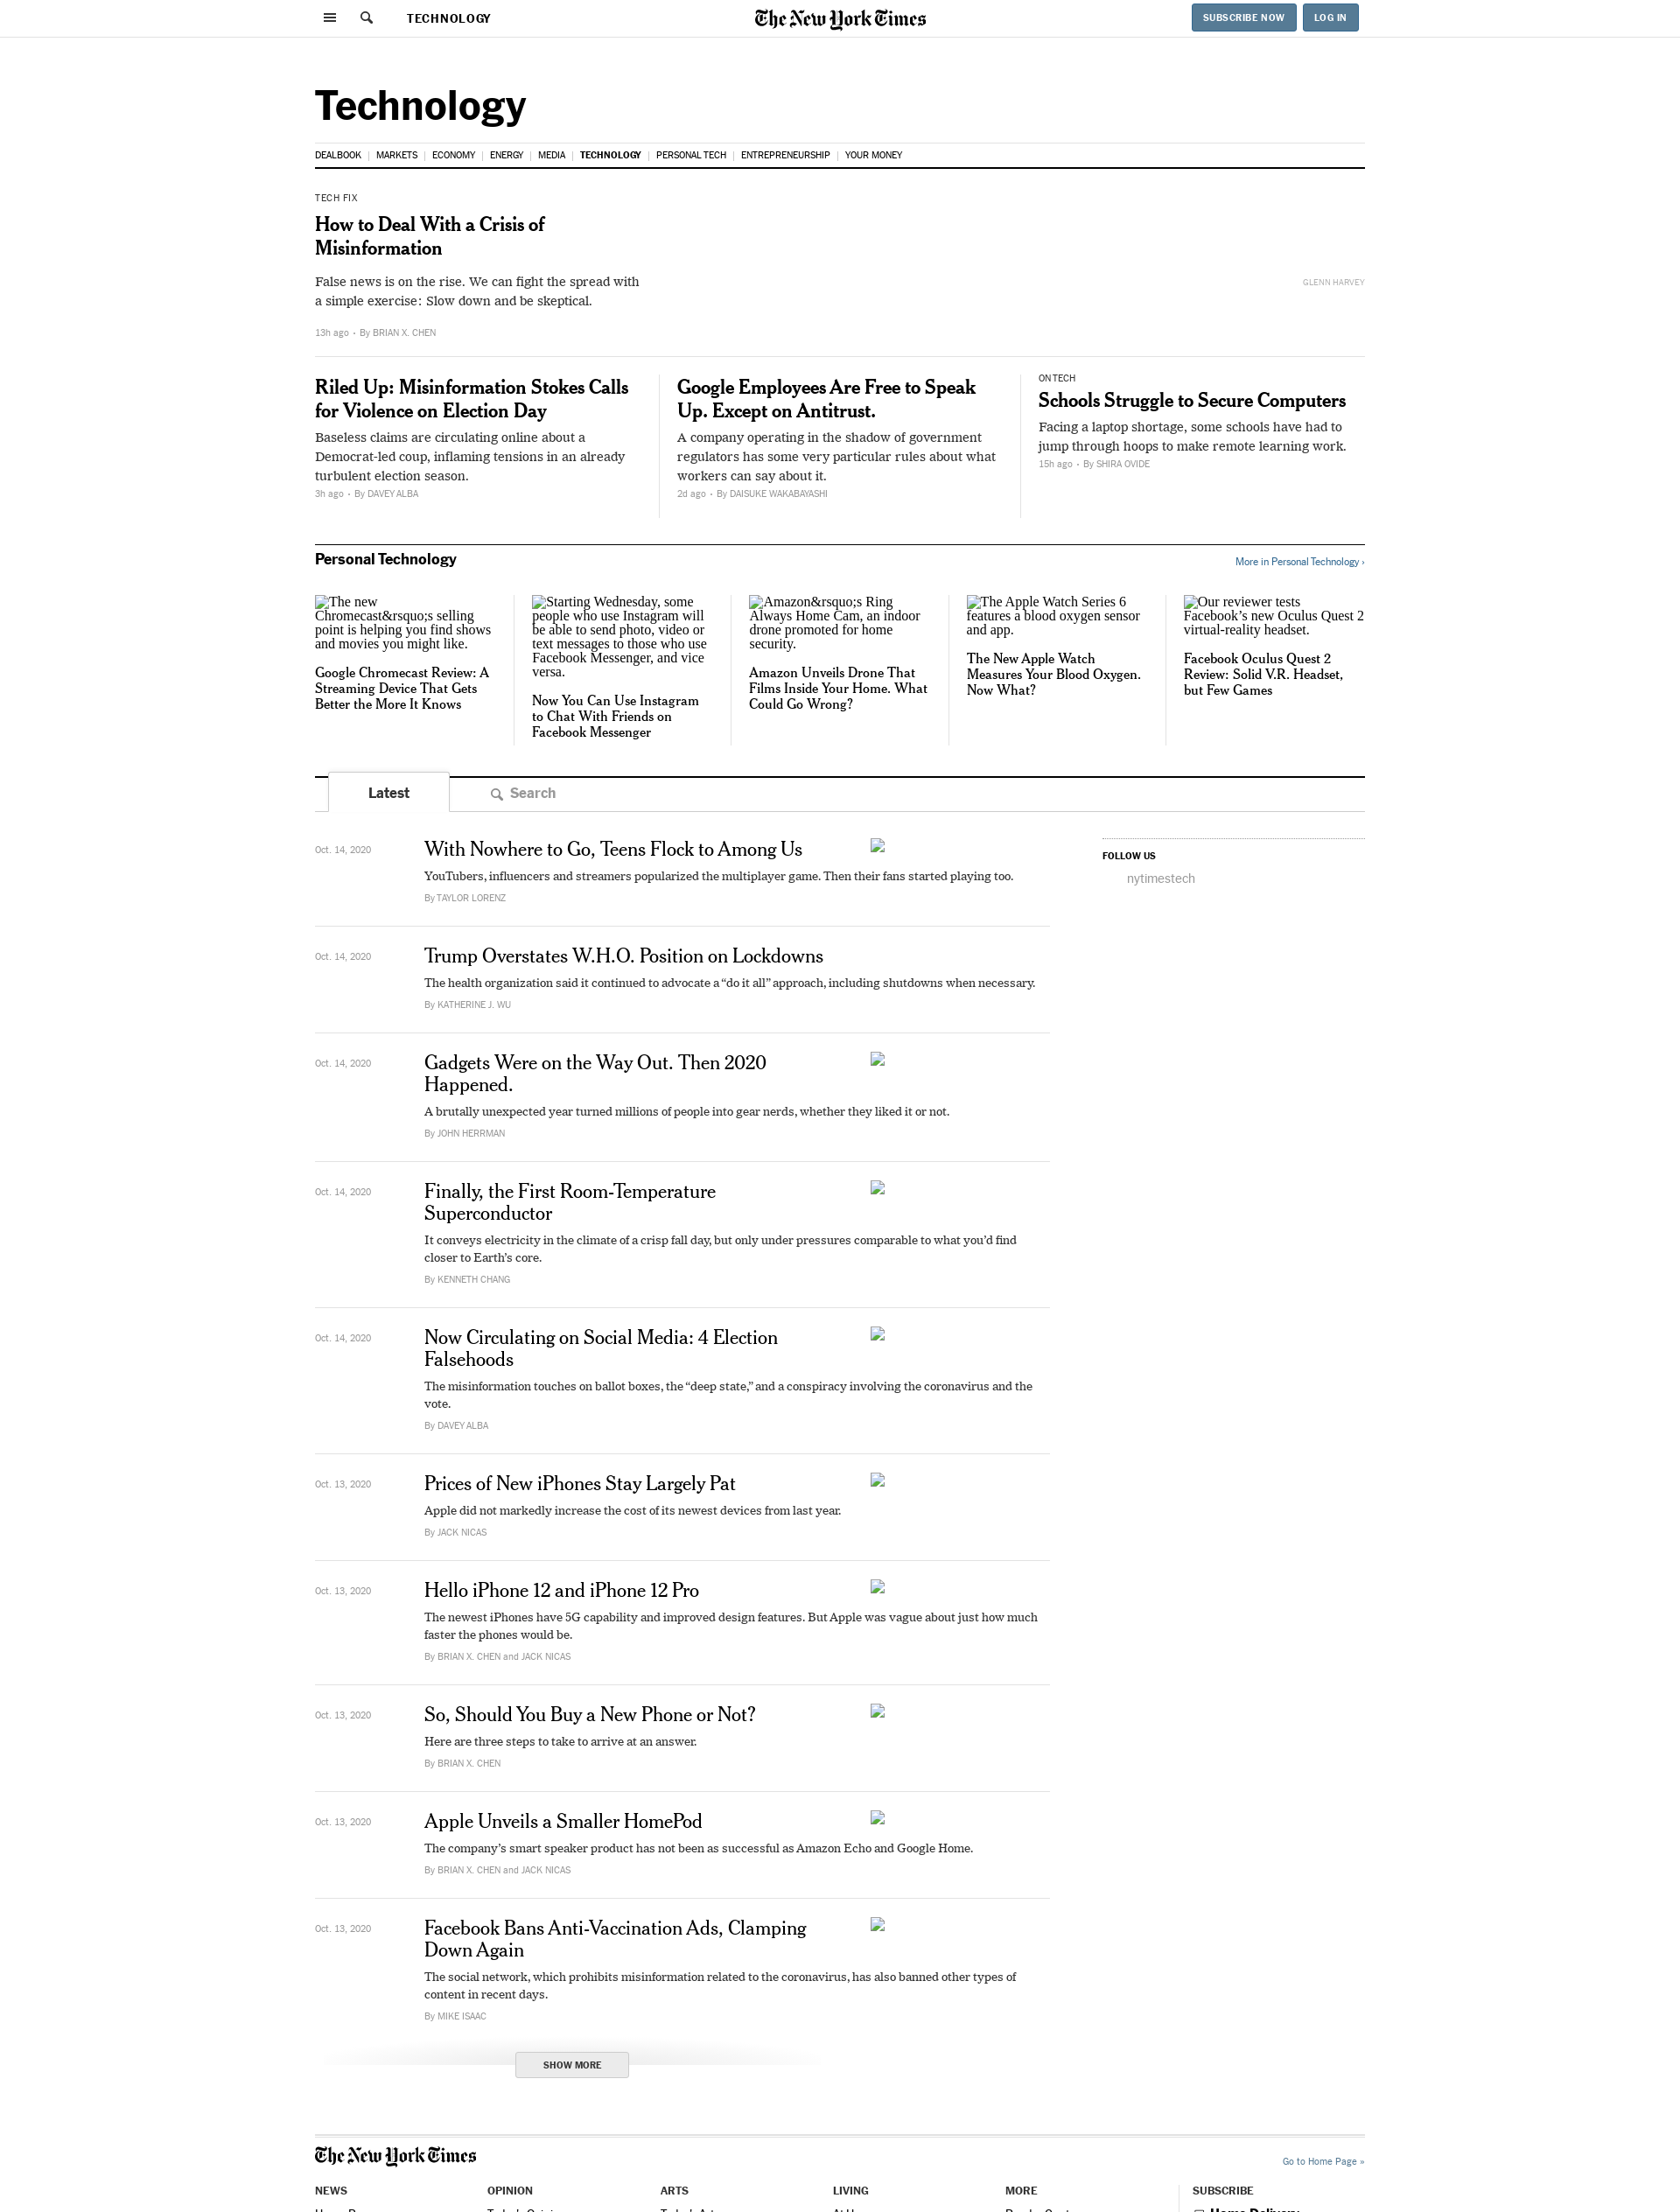 TECHNOLOGY
The New York Times
SUBSCRIBE NOW
LOG IN
Technology
DEALBOOK | MARKETS | ECONOMY | ENERGY | MEDIA | TECHNOLOGY | PERSONAL TECH | ENTREPRENEURSHIP | YOUR MONEY
TECH FIX
How to Deal With a Crisis of
Misinformation
False news is on the rise. We can fight the spread with
a simple exercise: Slow down and be skeptical.
13h ago • By BRIAN X. CHEN
GLENN HARVEY
Riled Up: Misinformation Stokes Calls
for Violence on Election Day
Baseless claims are circulating online about a
Democrat-led coup, inflaming tensions in an already
turbulent election season.
3h ago • By DAVEY ALBA
Google Employees Are Free to Speak
Up. Except on Antitrust.
A company operating in the shadow of government
regulators has some very particular rules about what
workers can say about it.
2d ago • By DAISUKE WAKABAYASHI
ON TECH
Schools Struggle to Secure Computers
Facing a laptop shortage, some schools have had to
jump through hoops to make remote learning work.
15h ago • By SHIRA OVIDE
Personal Technology
More in Personal Technology ›
The new
Chromecast&rsquo;s selling
point is helping you find shows
and movies you might like.
Google Chromecast Review: A
Streaming Device That Gets
Better the More It Knows
Starting Wednesday, some
people who use Instagram will
be able to send photo, video or
text messages to those who use
Facebook Messenger, and vice
versa.
Now You Can Use Instagram
to Chat With Friends on
Facebook Messenger
Amazon&rsquo;s Ring
Always Home Cam, an indoor
drone promoted for home
security.
Amazon Unveils Drone That
Films Inside Your Home. What
Could Go Wrong?
The Apple Watch Series 6
features a blood oxygen sensor
and app.
The New Apple Watch
Measures Your Blood Oxygen.
Now What?
Our reviewer tests
Facebook’s new Oculus Quest 2
virtual-reality headset.
Facebook Oculus Quest 2
Review: Solid V.R. Headset,
but Few Games
Latest
Search
Oct. 14, 2020
With Nowhere to Go, Teens Flock to Among Us
YouTubers, influencers and streamers popularized the multiplayer game. Then their fans started playing too.
By TAYLOR LORENZ
FOLLOW US
nytimestech
Oct. 14, 2020
Trump Overstates W.H.O. Position on Lockdowns
The health organization said it continued to advocate a “do it all” approach, including shutdowns when necessary.
By KATHERINE J. WU
Oct. 14, 2020
Gadgets Were on the Way Out. Then 2020
Happened.
A brutally unexpected year turned millions of people into gear nerds, whether they liked it or not.
By JOHN HERRMAN
Oct. 14, 2020
Finally, the First Room-Temperature
Superconductor
It conveys electricity in the climate of a crisp fall day, but only under pressures comparable to what you’d find
closer to Earth’s core.
By KENNETH CHANG
Oct. 14, 2020
Now Circulating on Social Media: 4 Election
Falsehoods
The misinformation touches on ballot boxes, the “deep state,” and a conspiracy involving the coronavirus and the
vote.
By DAVEY ALBA
Oct. 13, 2020
Prices of New iPhones Stay Largely Pat
Apple did not markedly increase the cost of its newest devices from last year.
By JACK NICAS
Oct. 13, 2020
Hello iPhone 12 and iPhone 12 Pro
The newest iPhones have 5G capability and improved design features. But Apple was vague about just how much
faster the phones would be.
By BRIAN X. CHEN and JACK NICAS
Oct. 13, 2020
So, Should You Buy a New Phone or Not?
Here are three steps to take to arrive at an answer.
By BRIAN X. CHEN
Oct. 13, 2020
Apple Unveils a Smaller HomePod
The company’s smart speaker product has not been as successful as Amazon Echo and Google Home.
By BRIAN X. CHEN and JACK NICAS
Oct. 13, 2020
Facebook Bans Anti-Vaccination Ads, Clamping
Down Again
The social network, which prohibits misinformation related to the coronavirus, has also banned other types of
content in recent days.
By MIKE ISAAC
SHOW MORE
The New York Times
Go to Home Page »
NEWS
OPINION
ARTS
LIVING
MORE
SUBSCRIBE